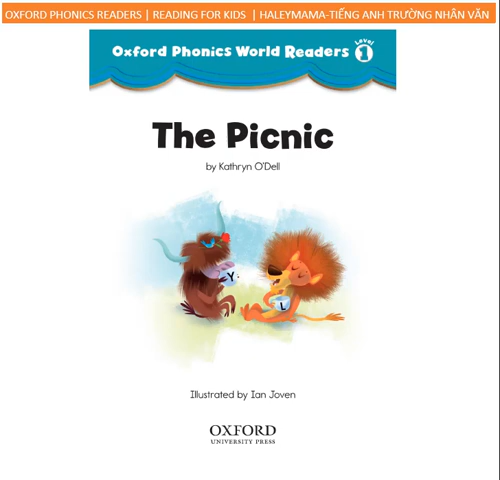 OXFORD PHONICS READERS | READING FOR KIDS | HALEYMAMA-TIẾNG ANH TRƯỜNG NHÂN VĂN
Oxford Phonics World Readers Level 1
The Picnic
by Kathryn O'Dell
Y
L
Illustrated by Ian Joven
OXFORD
UNIVERSITY PRESS